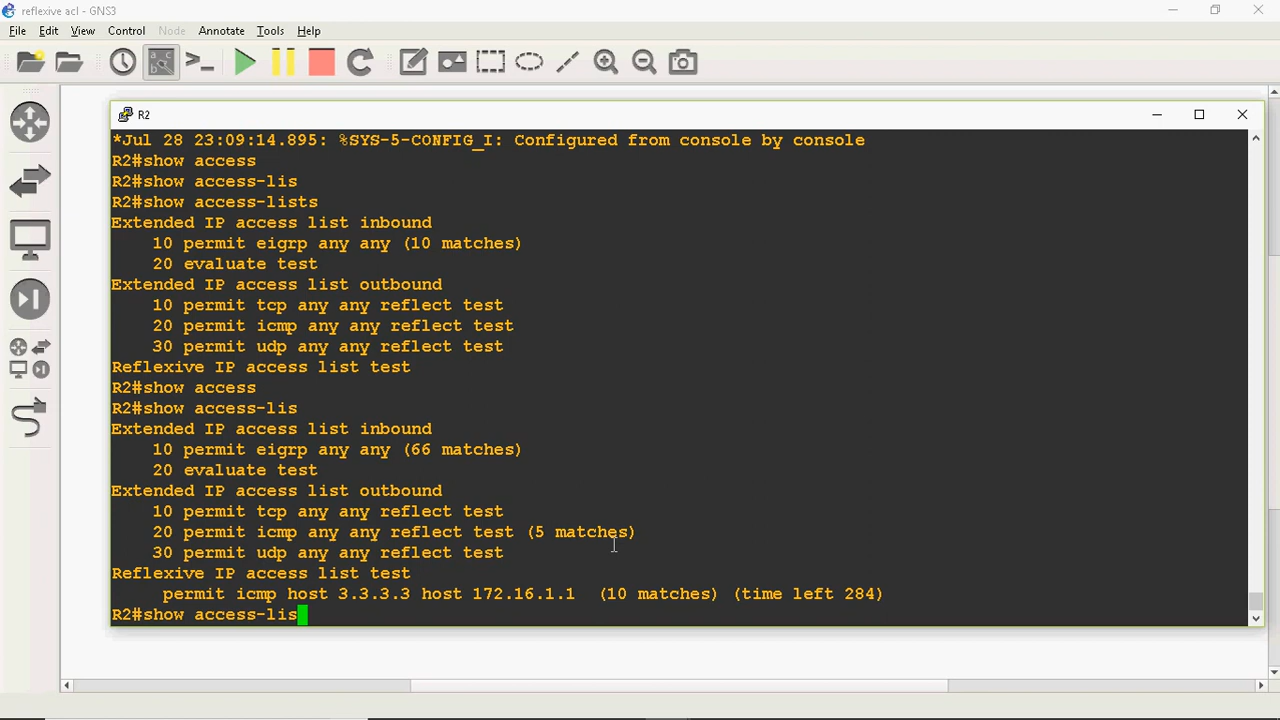 reflexive acl - GNS3
File Edit View Control Node Annotate Tools Help
R2
*Jul 28 23:09:14.895: %SYS-5-CONFIG_I: Configured from console by console
R2#show access
R2#show access-lis
R2#show access-lists
Extended IP access list inbound
    10 permit eigrp any any (10 matches)
    20 evaluate test
Extended IP access list outbound
    10 permit tcp any any reflect test
    20 permit icmp any any reflect test
    30 permit udp any any reflect test
Reflexive IP access list test
R2#show access
R2#show access-lis
Extended IP access list inbound
    10 permit eigrp any any (66 matches)
    20 evaluate test
Extended IP access list outbound
    10 permit tcp any any reflect test
    20 permit icmp any any reflect test (5 matches)
    30 permit udp any any reflect test
Reflexive IP access list test
     permit icmp host 3.3.3.3 host 172.16.1.1  (10 matches) (time left 284)
R2#show access-lis